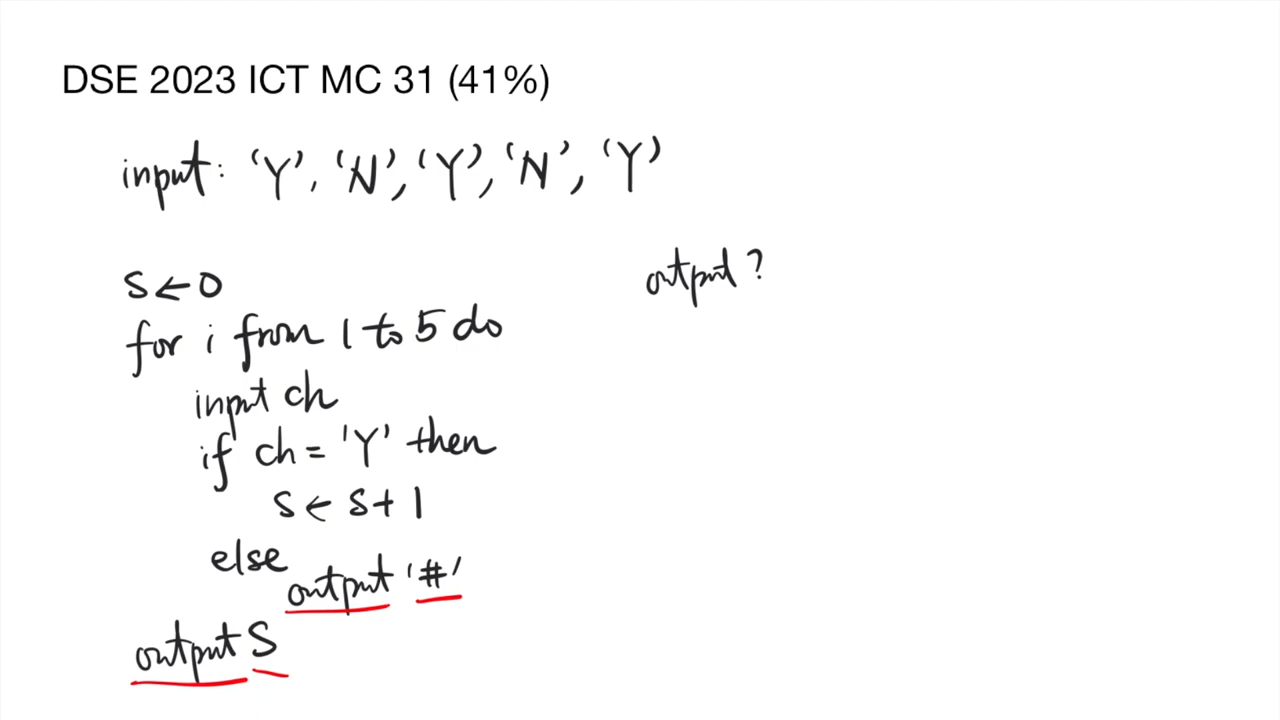 DSE 2023 ICT MC 31 (41%)
input: 'Y', 'N', 'Y', 'N', 'Y'
output?
S ← 0
for i from 1 to 5 do
input ch
if ch = 'Y' then
S ← S + 1
else
output '#'
output S